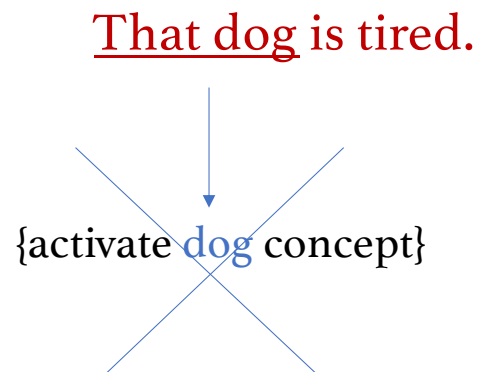 That dog is tired.
{activate dog concept}